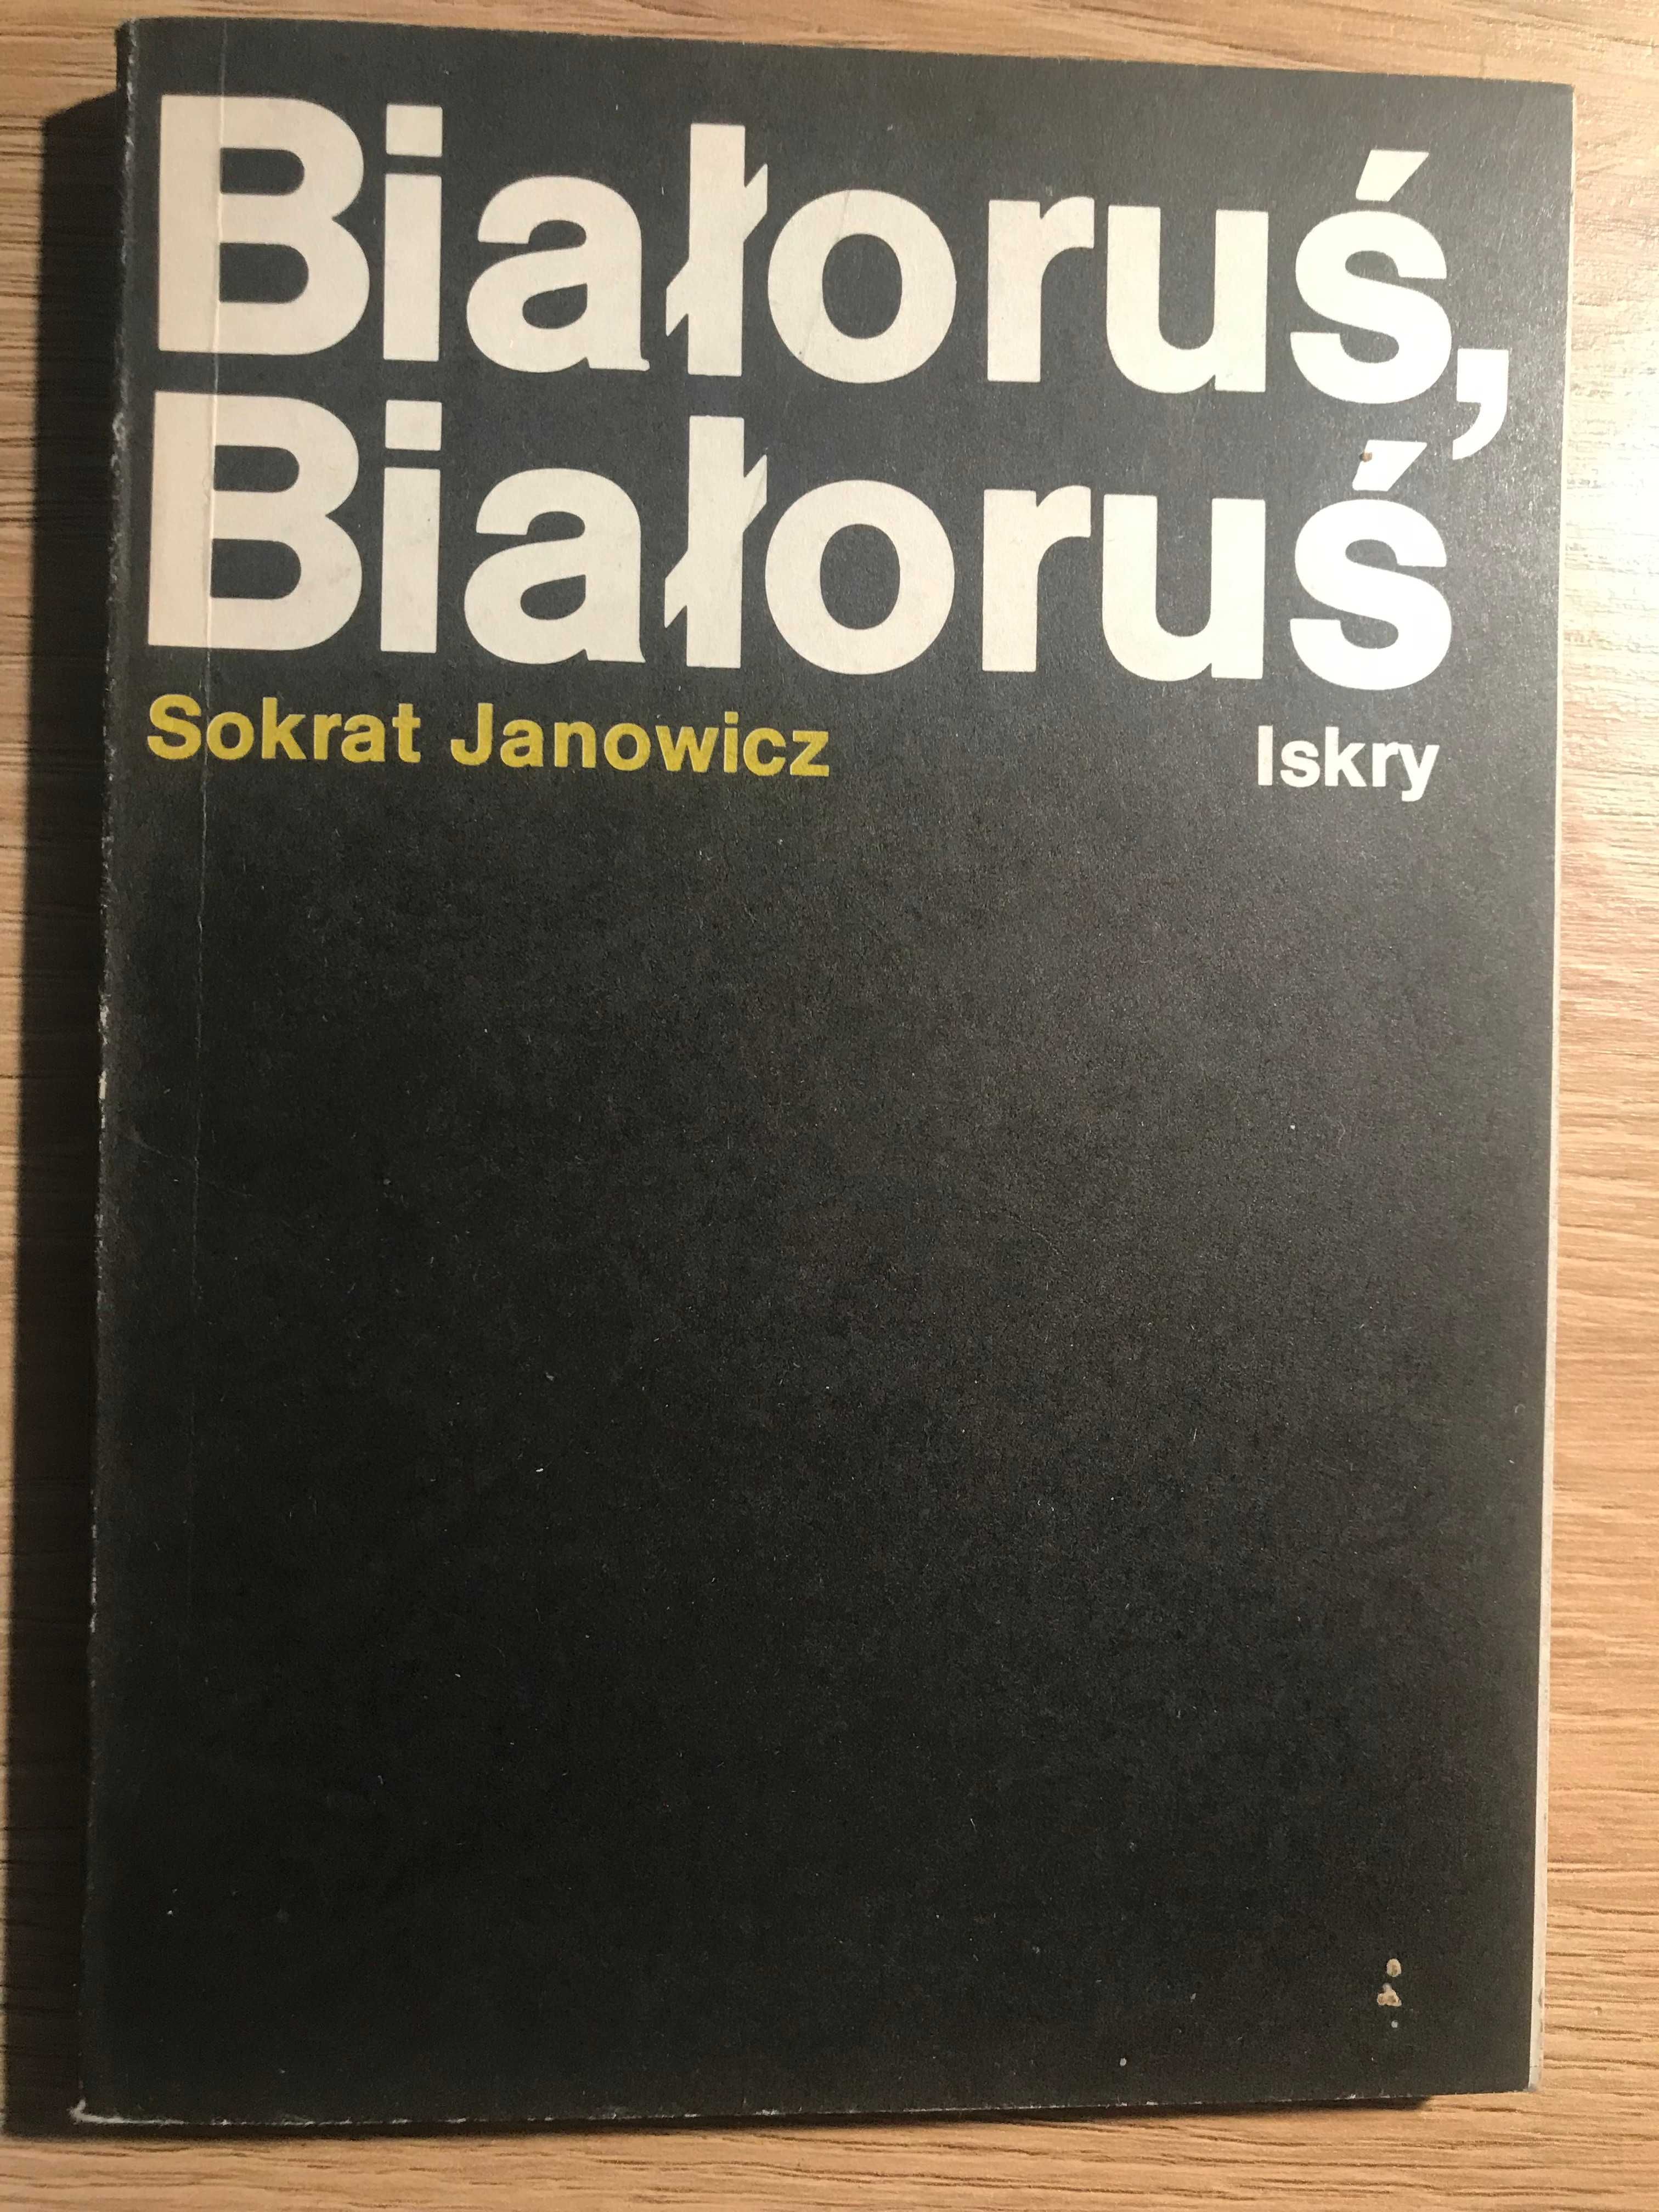 Białoruś,
Białoruś
Sokrat Janowicz Iskry